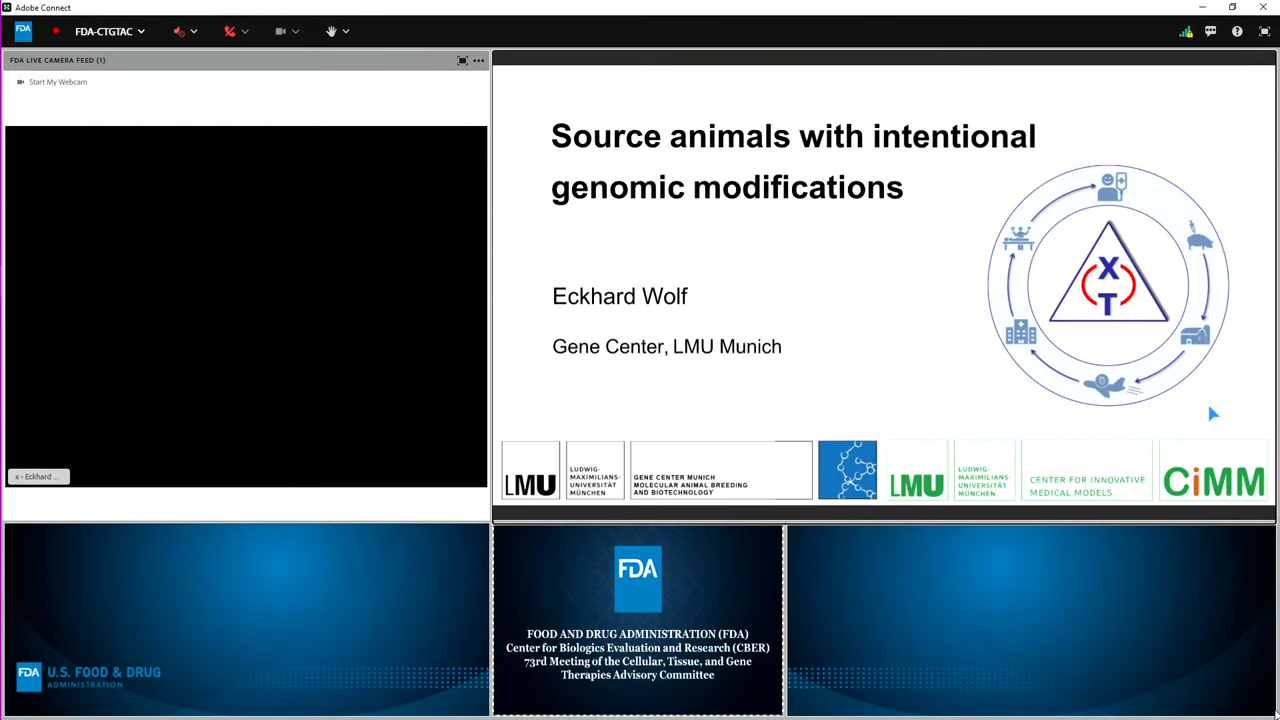 Adobe Connect
FDA
FDA-CTGTAC
FDA LIVE CAMERA FEED (1)
Start My Webcam
x - Eckhard ...
Source animals with intentional
genomic modifications
Eckhard Wolf
Gene Center, LMU Munich
X
T
LMU
LUDWIG-
MAXIMILIANS-
UNIVERSITÄT
MÜNCHEN
GENE CENTER MUNICH
MOLECULAR ANIMAL BREEDING
AND BIOTECHNOLOGY
LMU
LUDWIG-
MAXIMILIANS-
UNIVERSITÄT
MÜNCHEN
CENTER FOR INNOVATIVE
MEDICAL MODELS
CiMM
FDA
U.S. FOOD & DRUG
ADMINISTRATION
FDA
FOOD AND DRUG ADMINISTRATION (FDA)
Center for Biologics Evaluation and Research (CBER)
73rd Meeting of the Cellular, Tissue, and Gene
Therapies Advisory Committee